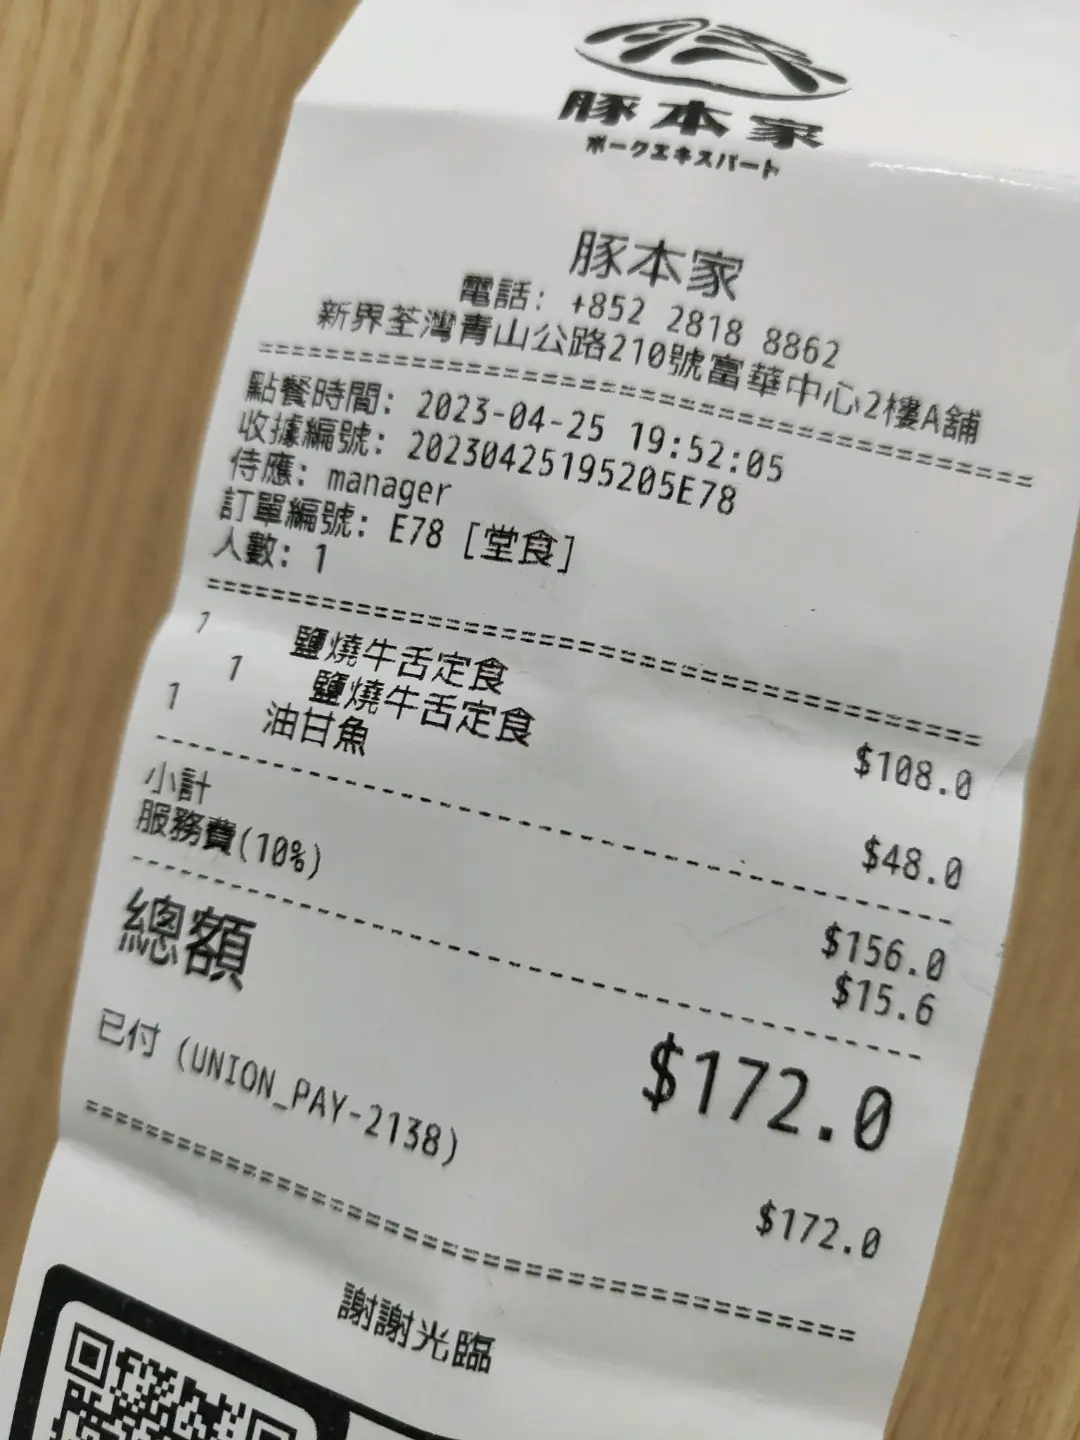 豚本家
ポークエキスパート
豚本家
電話: +852 2818 8862
新界荃灣青山公路210號富華中心2樓A舖
點餐時間: 2023-04-25 19:52:05
收據編號: 20230425195205E78
侍應: manager
訂單編號: E78 [堂食]
人數: 1
1 鹽燒牛舌定食 $108.0
1 鹽燒牛舌定食
1 油甘魚 $48.0
小計 $156.0
服務費(10%) $15.6
總額 $172.0
已付 (UNION_PAY-2138) $172.0
謝謝光臨